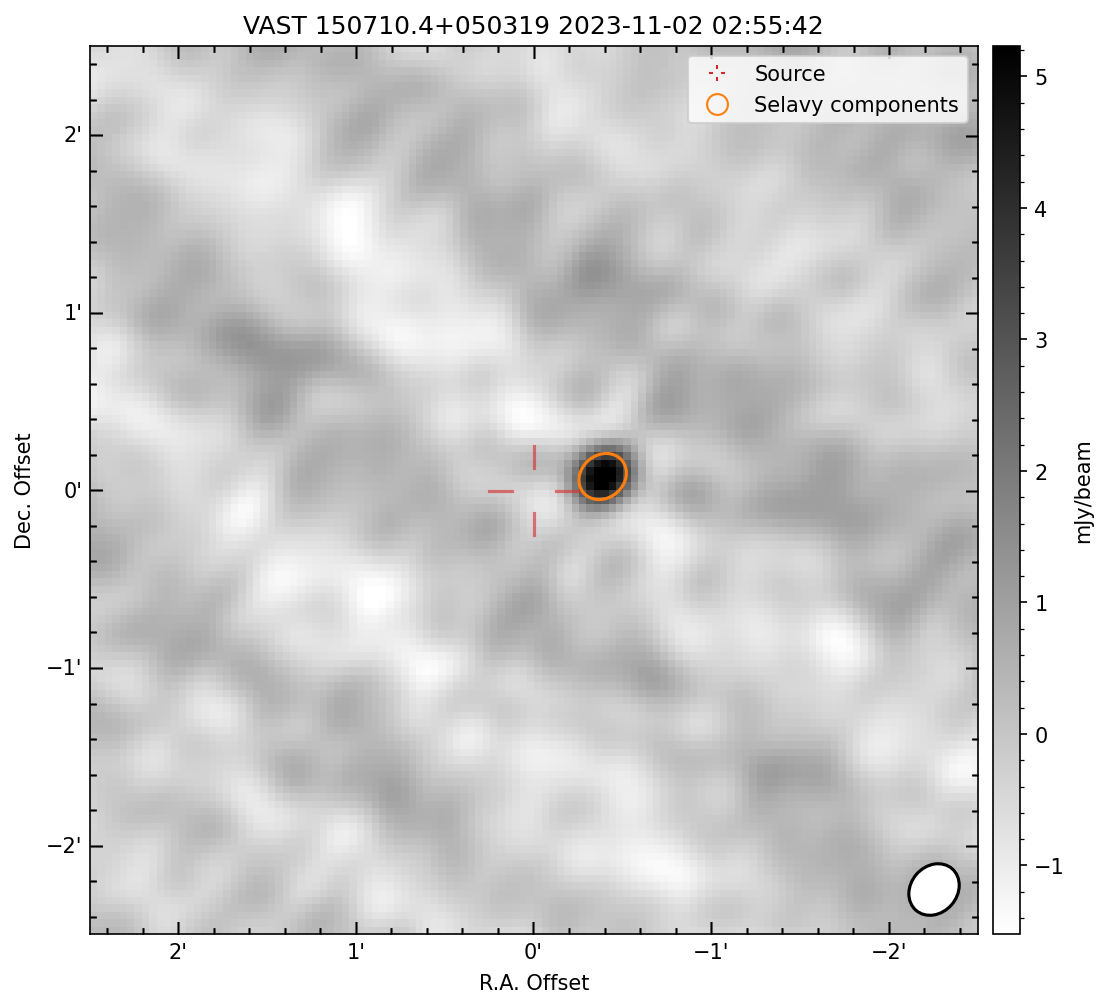 VAST 150710.4+050319 2023-11-02 02:55:42
Source
Selavy components
2'
1'
0'
−1'
−2'
2'
1'
0'
−1'
−2'
R.A. Offset
Dec. Offset
5
4
3
2
1
0
−1
mJy/beam